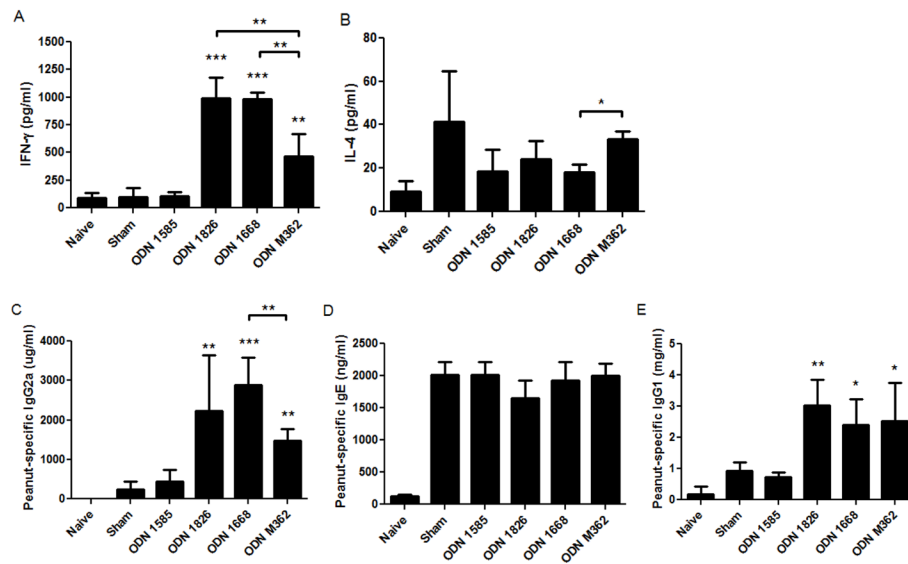 A
IFN-γ (pg/ml)
1500
1250
1000
750
500
250
0
***
***
**
**
**
Naive
Sham
ODN 1585
ODN 1826
ODN 1668
ODN M362
B
IL-4 (pg/ml)
80
60
40
20
0
*
Naive
Sham
ODN 1585
ODN 1826
ODN 1668
ODN M362
C
Peanut-specific IgG2a (ug/ml)
4000
3000
2000
1000
0
**
***
**
**
Naive
Sham
ODN 1585
ODN 1826
ODN 1668
ODN M362
D
Peanut-specific IgE (ng/ml)
2500
2000
1500
1000
500
0
Naive
Sham
ODN 1585
ODN 1826
ODN 1668
ODN M362
E
Peanut-specific IgG1 (mg/ml)
5
4
3
2
1
0
**
*
*
Naive
Sham
ODN 1585
ODN 1826
ODN 1668
ODN M362